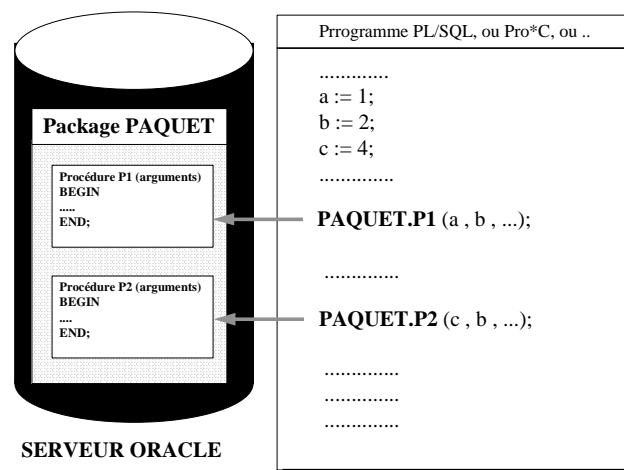 Package PAQUET
Procédure P1 (arguments)
BEGIN
.....
END;
Procédure P2 (arguments)
BEGIN
....
END;
SERVEUR ORACLE
Prrogramme PL/SQL, ou Pro*C, ou ..
.............
a := 1;
b := 2;
c := 4;
..............
PAQUET.P1 (a , b , ...);
..............
PAQUET.P2 (c , b , ...);
..............
..............
..............